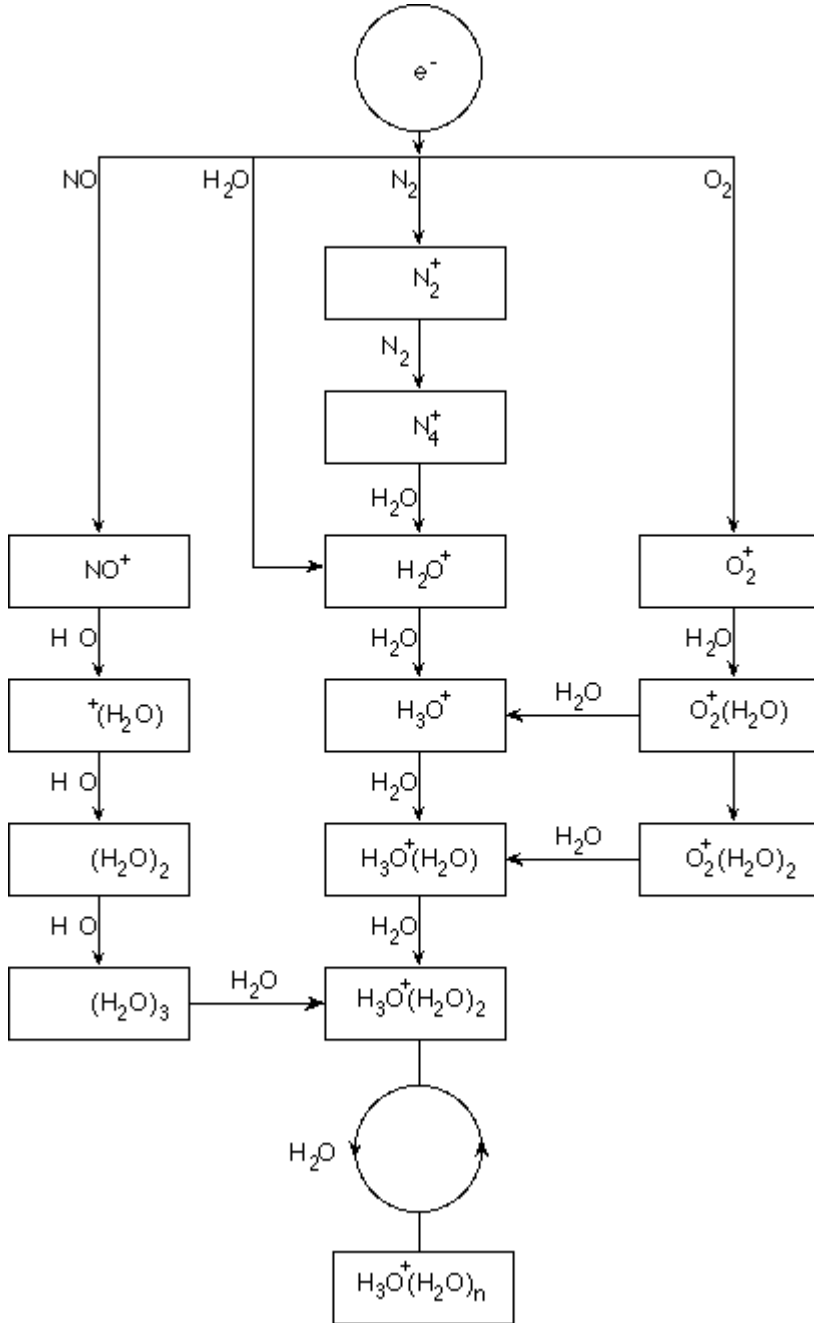 e⁻
NO H₂O N₂ O₂
N₂⁺
N₂
N₄⁺
H₂O
NO⁺ H₂O⁺ O₂⁺
H O H₂O H₂O
⁺(H₂O) H₃O⁺ H₂O O₂⁺(H₂O)
H O H₂O
(H₂O)₂ H₃O⁺(H₂O) H₂O O₂⁺(H₂O)₂
H O H₂O
(H₂O)₃ H₂O H₃O⁺(H₂O)₂
H₂O
H₃O⁺(H₂O)ₙ